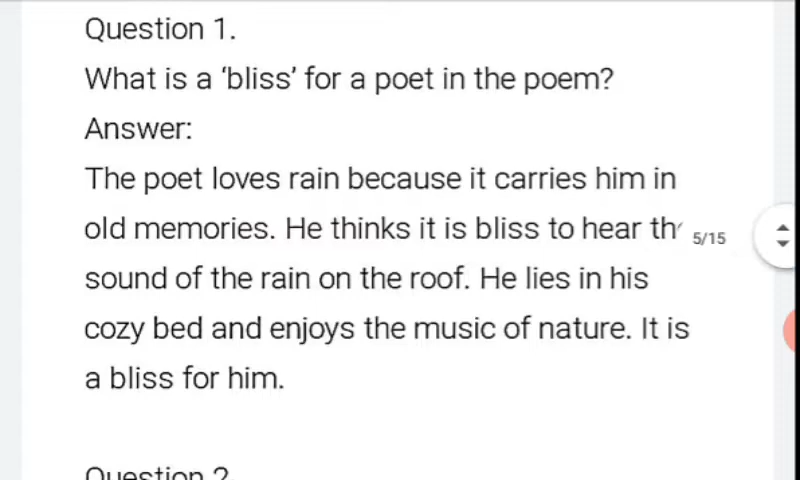 Question 1.
What is a ‘bliss’ for a poet in the poem?
Answer:
The poet loves rain because it carries him in
old memories. He thinks it is bliss to hear
5/15
sound of the rain on the roof. He lies in his
cozy bed and enjoys the music of nature. It is
a bliss for him.
Question 2.